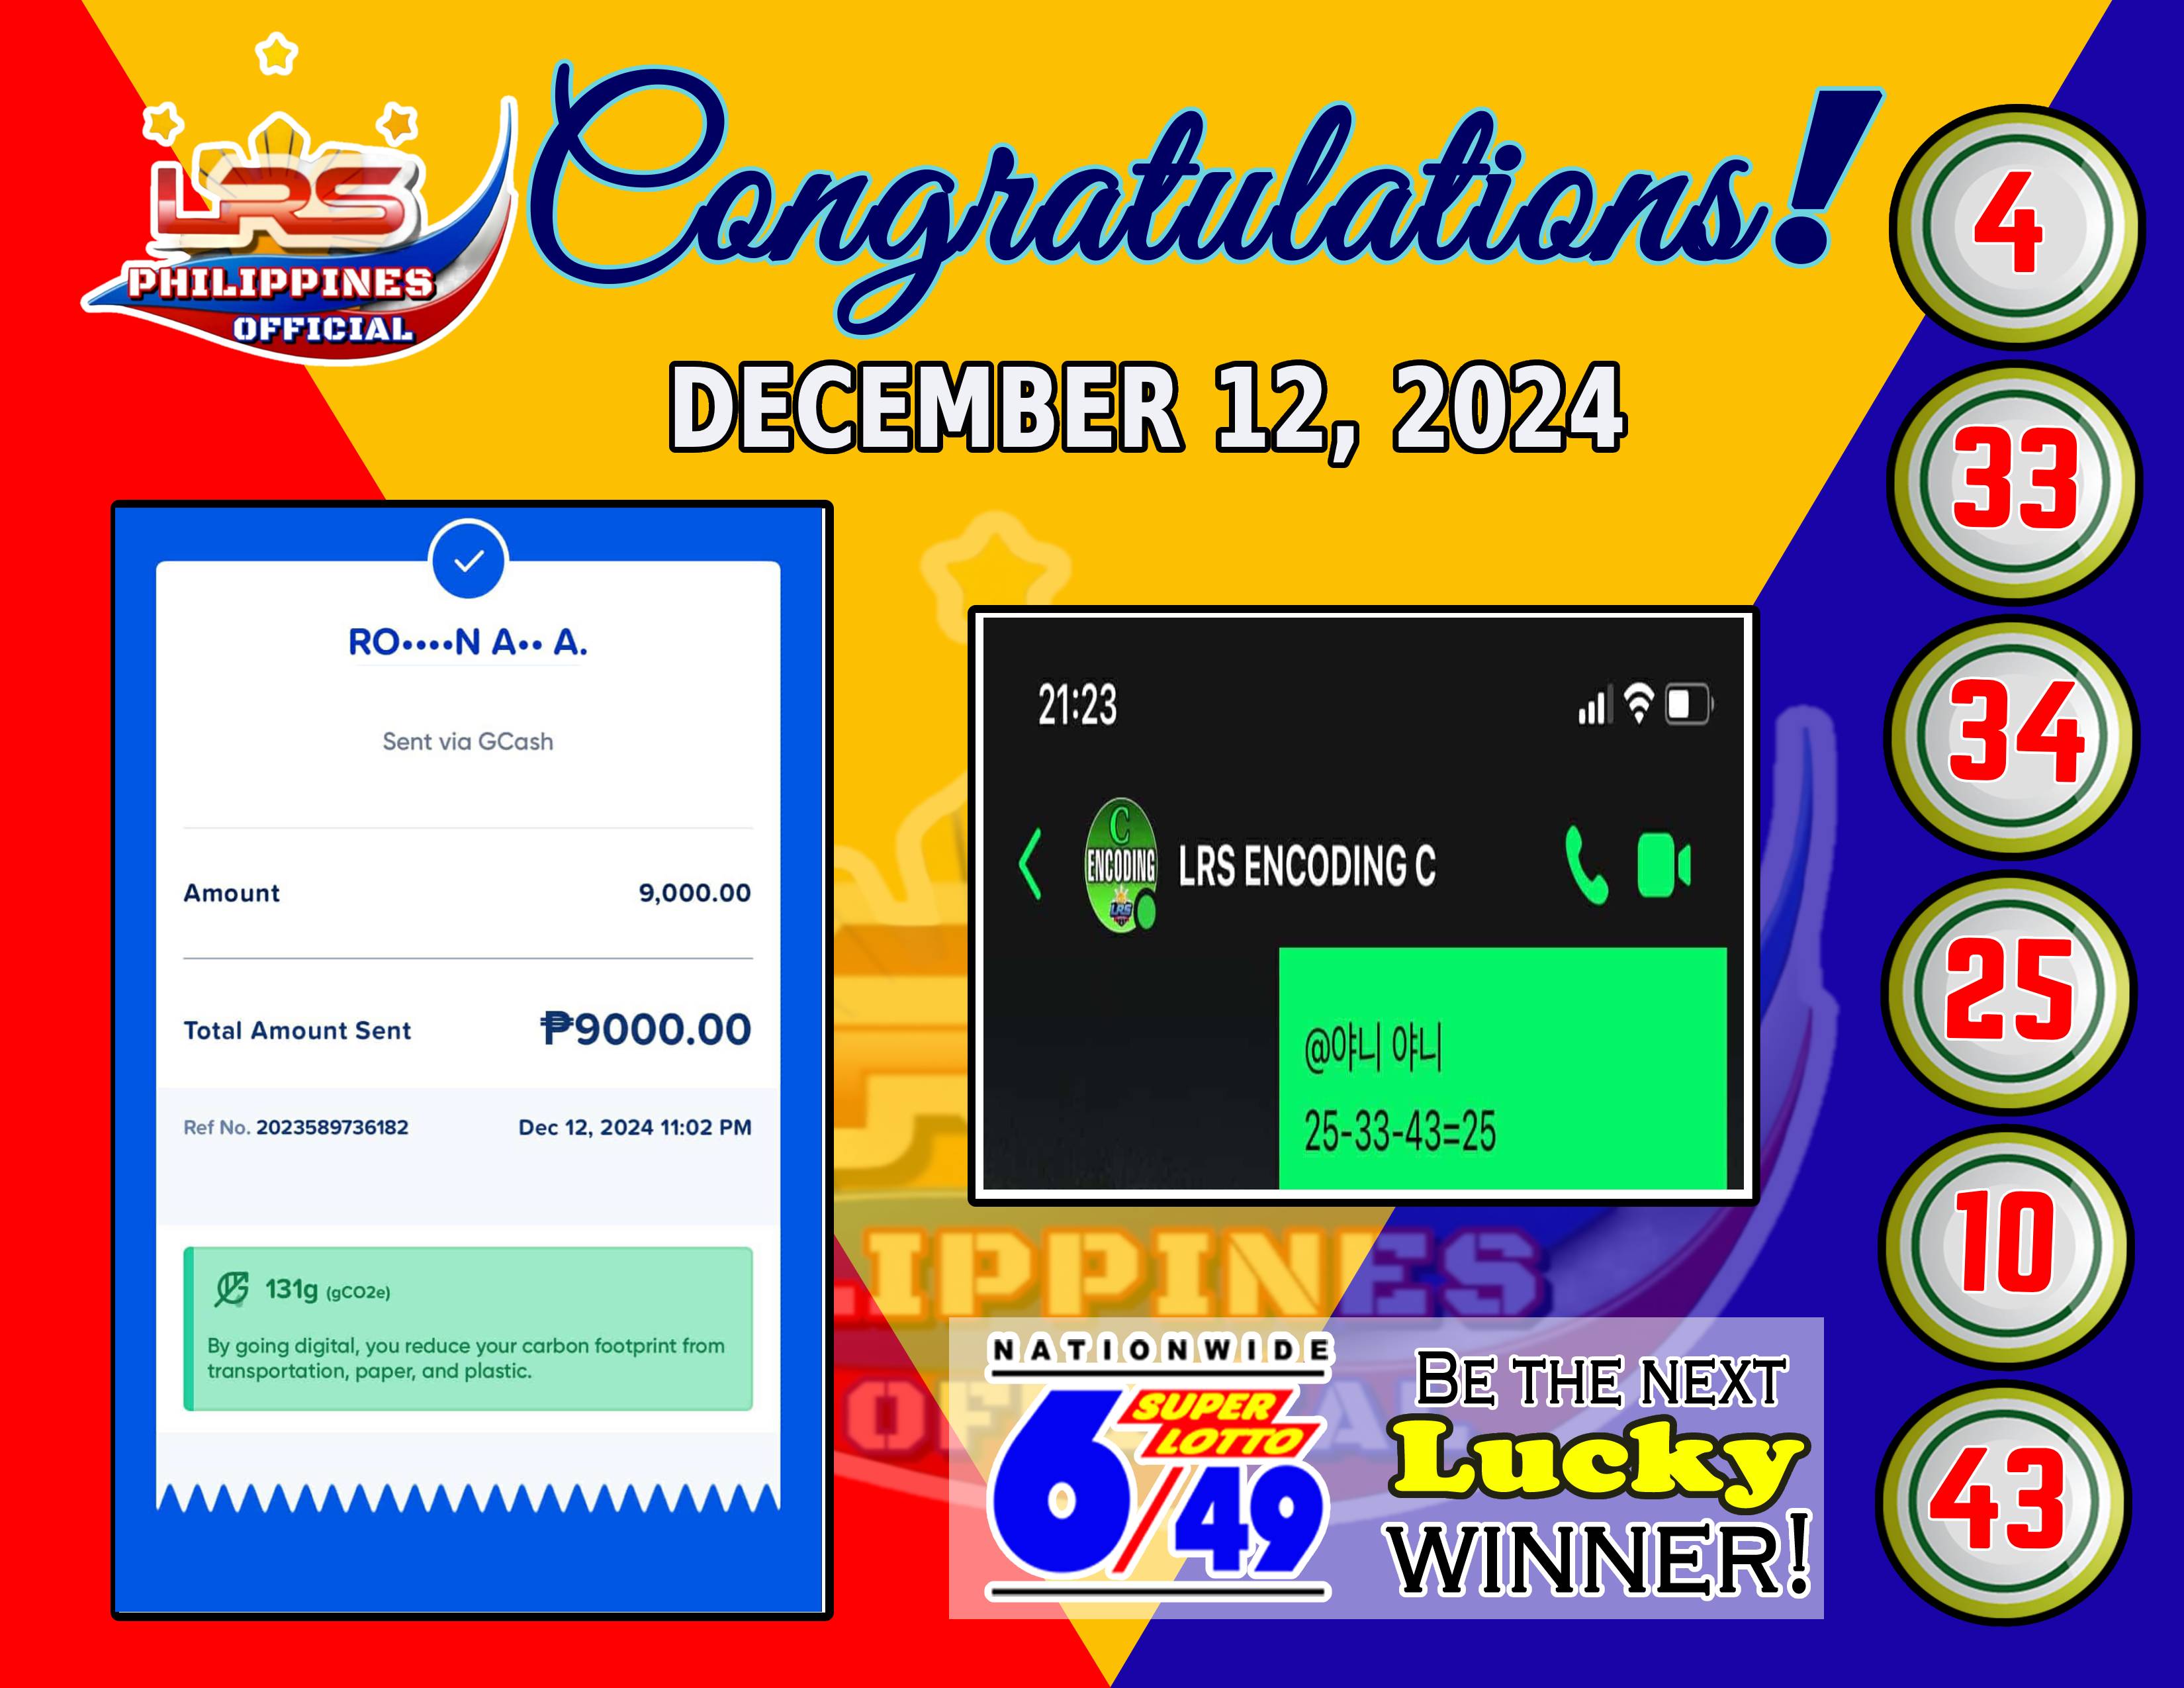 LRS
PHILIPPINES
OFFICIAL
Congratulations!
DECEMBER 12, 2024
RO••••N A•• A.
Sent via GCash
Amount 9,000.00
Total Amount Sent ₱9000.00
Ref No. 2023589736182 Dec 12, 2024 11:02 PM
131g (gCO2e)
By going digital, you reduce your carbon footprint from
transportation, paper, and plastic.
21:23
C
ENCODING
LRS
LRS ENCODING C
@야니 야니
25-33-43=25
LIPPINES
NATIONWIDE
SUPER
LOTTO
6/49
BE THE NEXT
Lucky
WINNER!
4
33
34
25
10
43